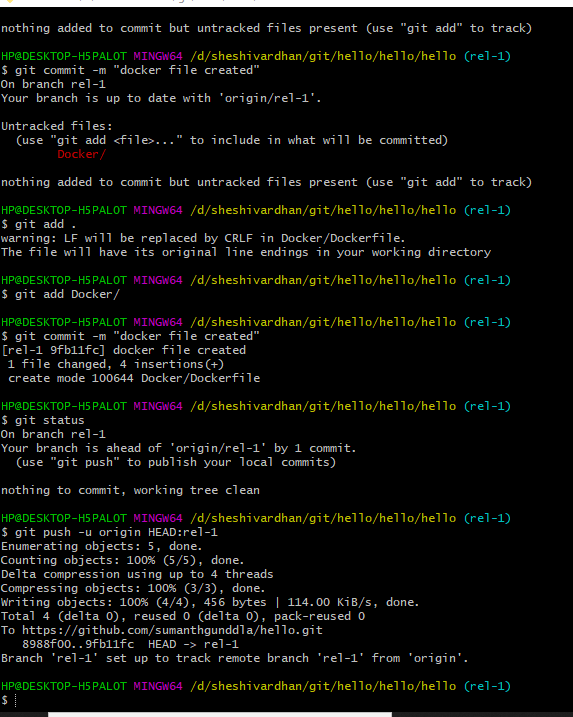 nothing added to commit but untracked files present (use "git add" to track)
HP@DESKTOP-H5PALOT MINGW64 /d/sheshivardhan/git/hello/hello/hello (rel-1)
$ git commit -m "docker file created"
On branch rel-1
Your branch is up to date with 'origin/rel-1'.
Untracked files:
(use "git add <file>..." to include in what will be committed)
Docker/
nothing added to commit but untracked files present (use "git add" to track)
HP@DESKTOP-H5PALOT MINGW64 /d/sheshivardhan/git/hello/hello/hello (rel-1)
$ git add .
warning: LF will be replaced by CRLF in Docker/Dockerfile.
The file will have its original line endings in your working directory
HP@DESKTOP-H5PALOT MINGW64 /d/sheshivardhan/git/hello/hello/hello (rel-1)
$ git add Docker/
HP@DESKTOP-H5PALOT MINGW64 /d/sheshivardhan/git/hello/hello/hello (rel-1)
$ git commit -m "docker file created"
[rel-1 9fb11fc] docker file created
1 file changed, 4 insertions(+)
create mode 100644 Docker/Dockerfile
HP@DESKTOP-H5PALOT MINGW64 /d/sheshivardhan/git/hello/hello/hello (rel-1)
$ git status
On branch rel-1
Your branch is ahead of 'origin/rel-1' by 1 commit.
(use "git push" to publish your local commits)
nothing to commit, working tree clean
HP@DESKTOP-H5PALOT MINGW64 /d/sheshivardhan/git/hello/hello/hello (rel-1)
$ git push -u origin HEAD:rel-1
Enumerating objects: 5, done.
Counting objects: 100% (5/5), done.
Delta compression using up to 4 threads
Compressing objects: 100% (3/3), done.
Writing objects: 100% (4/4), 456 bytes | 114.00 KiB/s, done.
Total 4 (delta 0), reused 0 (delta 0), pack-reused 0
To https://github.com/sumanthgunddla/hello.git
8988f00..9fb11fc HEAD -> rel-1
Branch 'rel-1' set up to track remote branch 'rel-1' from 'origin'.
HP@DESKTOP-H5PALOT MINGW64 /d/sheshivardhan/git/hello/hello/hello (rel-1)
$